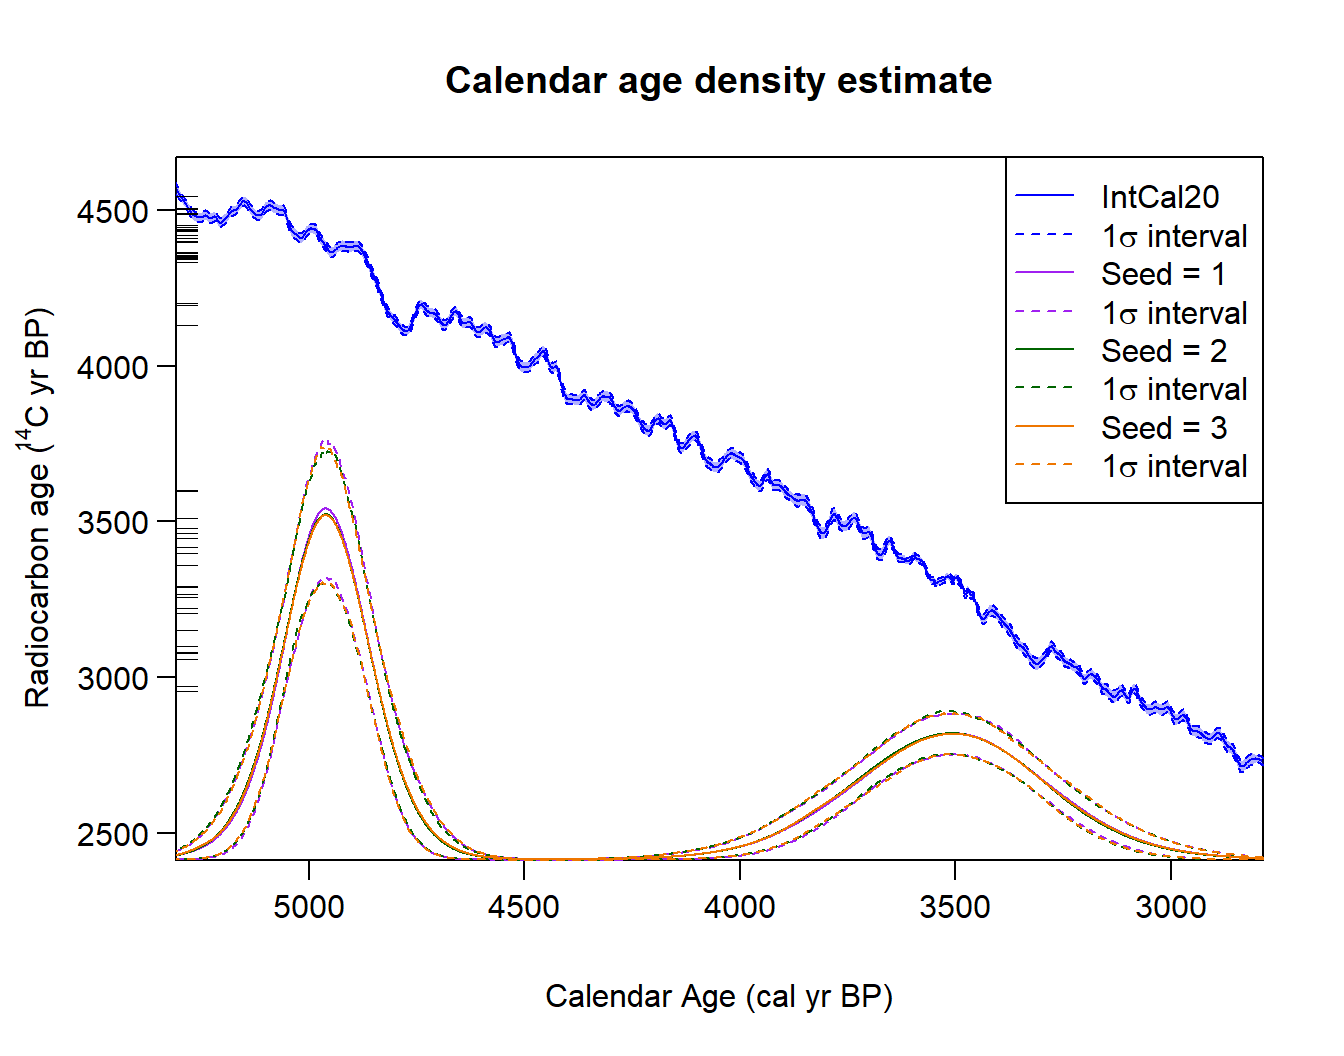 Calendar age density estimate
IntCal20
1σ interval
Seed = 1
1σ interval
Seed = 2
1σ interval
Seed = 3
1σ interval
Radiocarbon age (¹⁴C yr BP)
4500
4000
3500
3000
2500
5000 4500 4000 3500 3000
Calendar Age (cal yr BP)